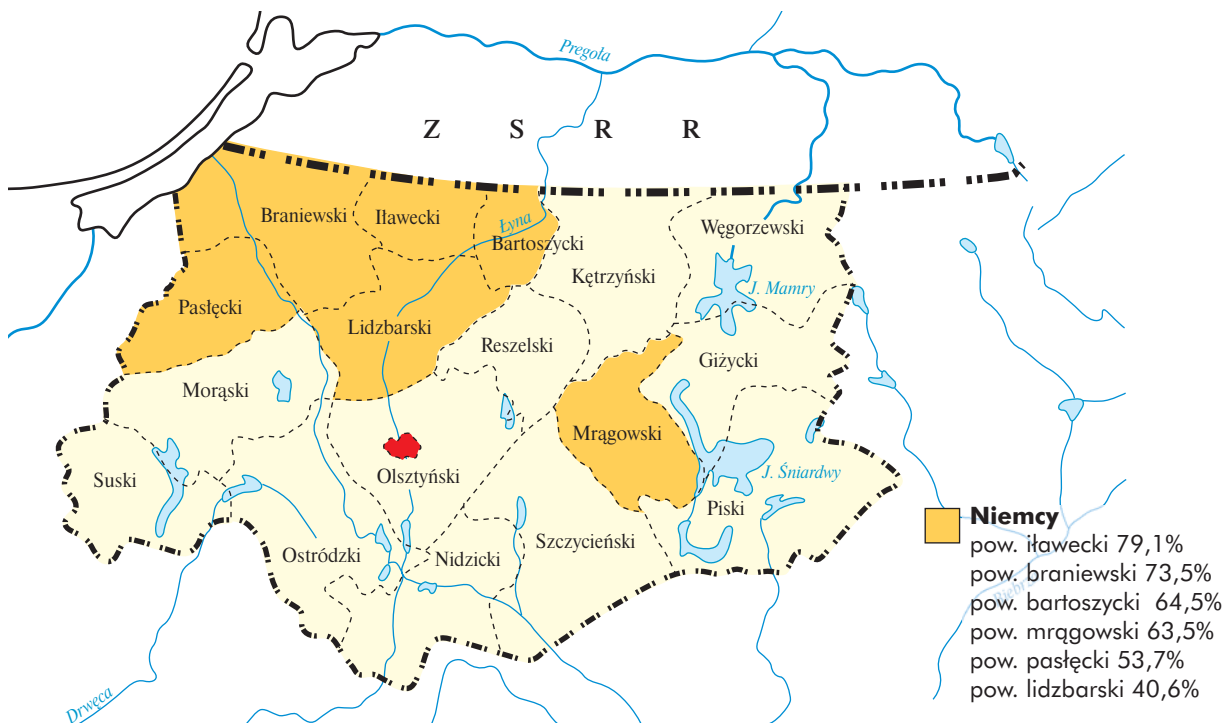 Pregoła
Z S R R
Braniewski
Iławecki
Łyna
Bartoszycki
Węgorzewski
Kętrzyński
J. Mamry
Pasłęcki
Lidzbarski
Reszelski
Giżycki
Morąski
Mrągowski
Suski
Olsztyński
J. Śniardwy
Piski
Ostródzki
Nidzicki
Szczycieński
Drwęca
Niemcy
pow. iławecki 79,1%
pow. braniewski 73,5%
Biebrza
pow. bartoszycki 64,5%
pow. mrągowski 63,5%
pow. pasłęcki 53,7%
pow. lidzbarski 40,6%